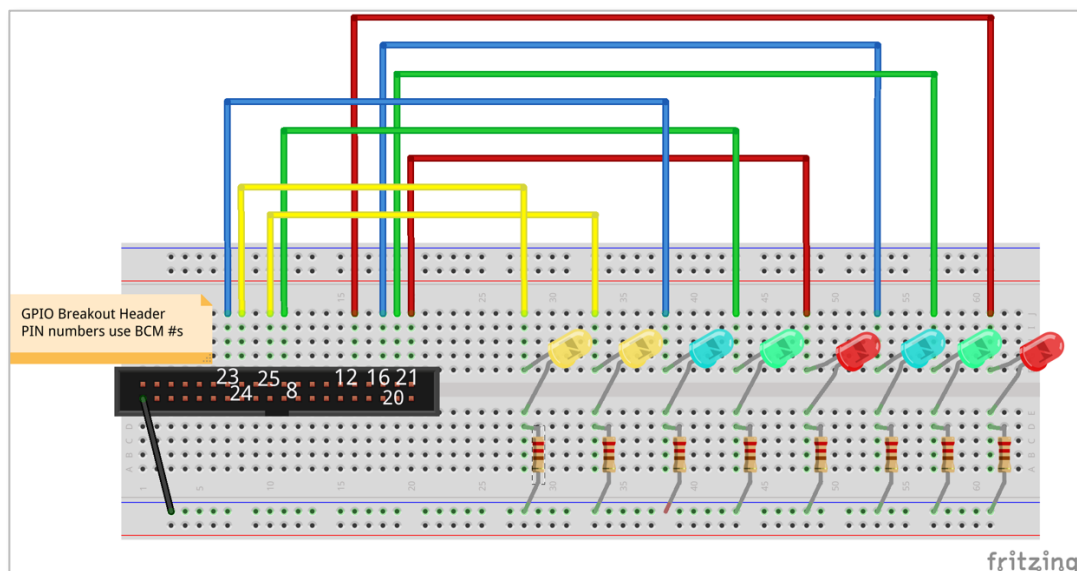 15 25 30 35 40 45 50 55 60
J
I
GPIO Breakout Header
PIN numbers use BCM #s
23 25 12 16 21
24 8 20
E
D D
C C
B B
A A
1 5 10 15 20 25 30 35 40 45 50 55 60
fritzing